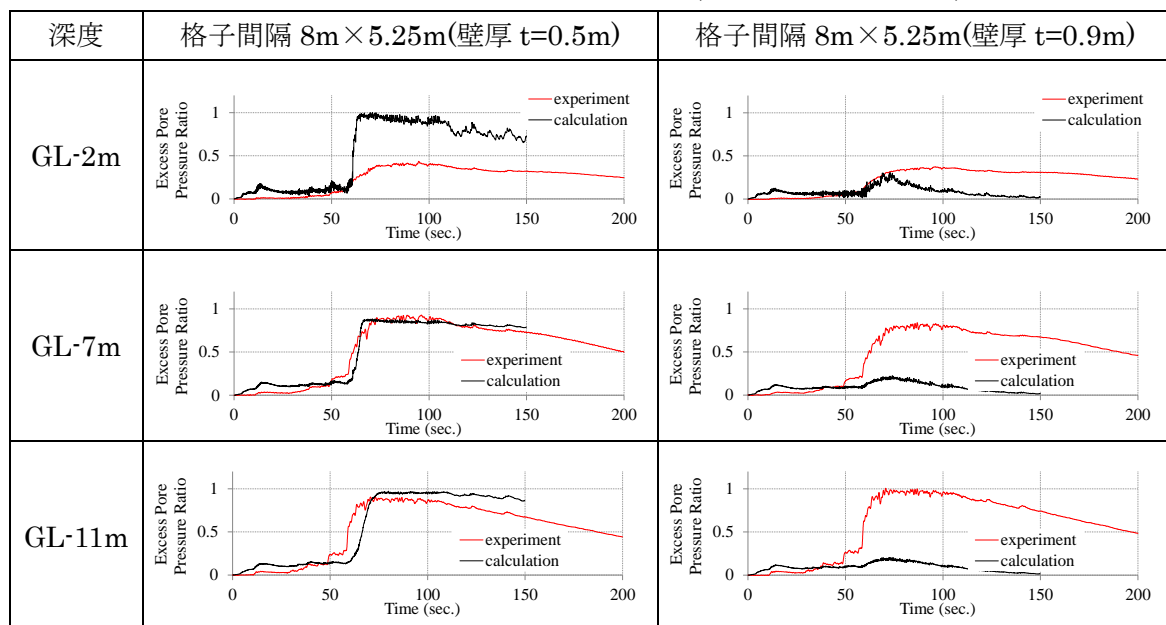 深度
格子間隔 8m×5.25m(壁厚 t=0.5m)
格子間隔 8m×5.25m(壁厚 t=0.9m)
GL-2m
Excess Pore
Pressure Ratio
1
0.5
0
0 50 100 150 200
Time (sec.)
experiment
calculation
Excess Pore
Pressure Ratio
1
0.5
0
0 50 100 150 200
Time (sec.)
experiment
calculation
GL-7m
Excess Pore
Pressure Ratio
1
0.5
0
0 50 100 150 200
Time (sec.)
experiment
calculation
Excess Pore
Pressure Ratio
1
0.5
0
0 50 100 150 200
Time (sec.)
experiment
calculation
GL-11m
Excess Pore
Pressure Ratio
1
0.5
0
0 50 100 150 200
Time (sec.)
experiment
calculation
Excess Pore
Pressure Ratio
1
0.5
0
0 50 100 150 200
Time (sec.)
experiment
calculation